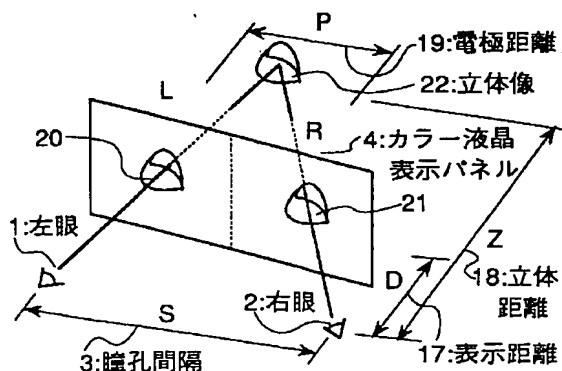 P
19:電極距離
22:立体像
L
R
20
4:カラー液晶
表示パネル
21
1:左眼
Z
D
18:立体
距離
S
2:右眼
17:表示距離
3:瞳孔間隔